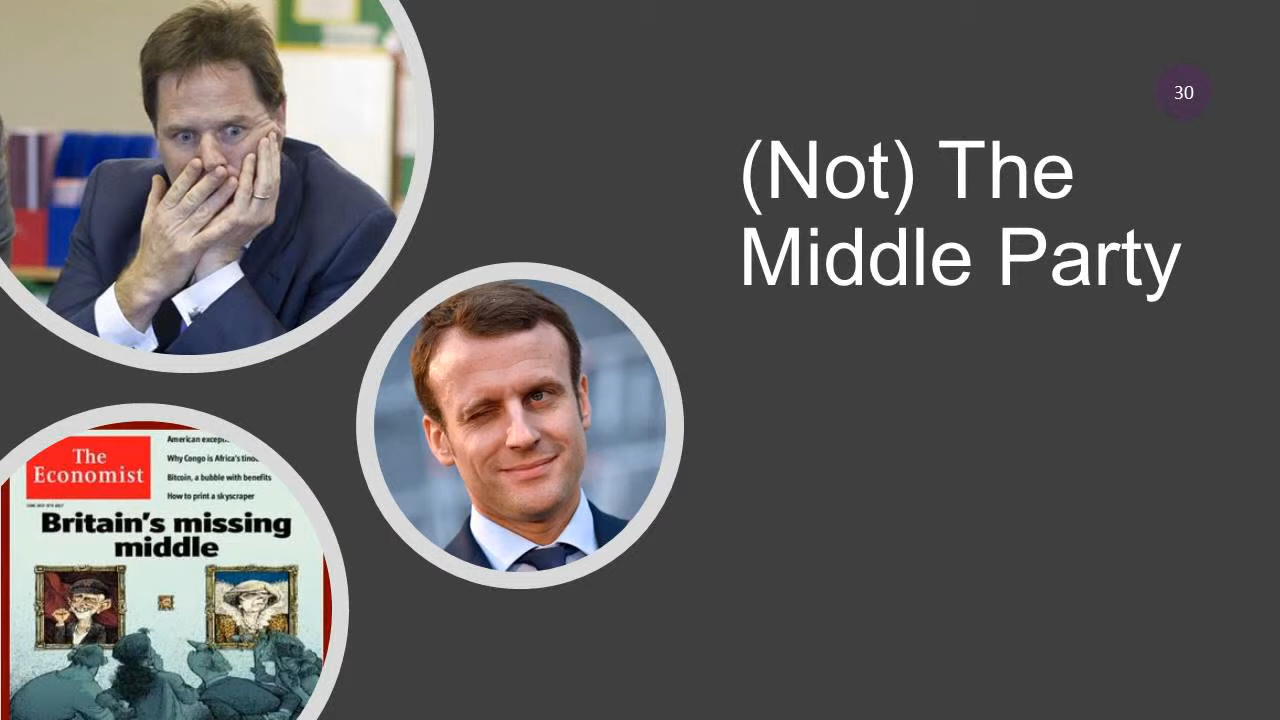 30
(Not) The
Middle Party
The
Economist
American excep
Why Congo is Africa's
Bitcoin, a bubble with benefits
How to print a skyscraper
Britain's missing
middle